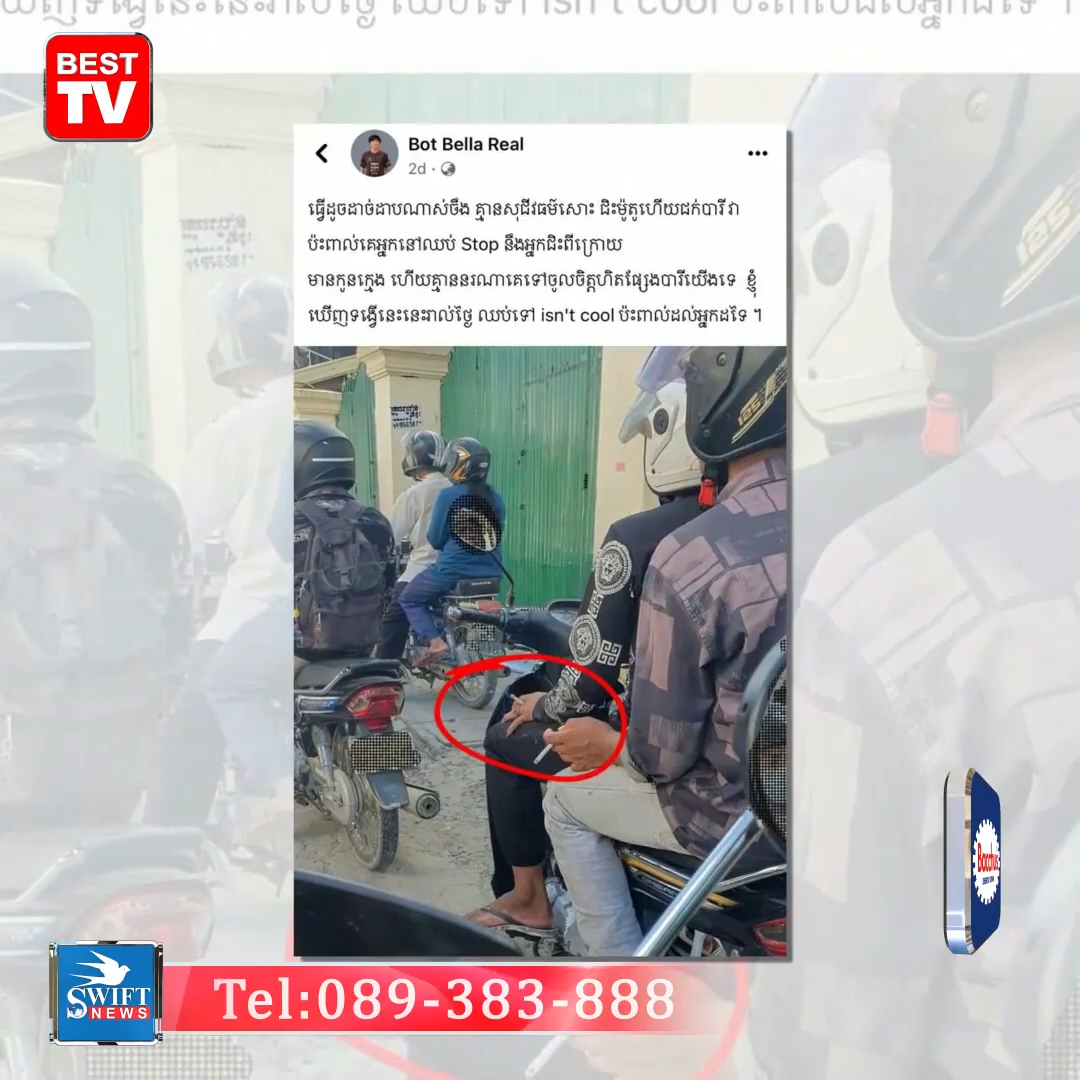 BEST
TV
Bot Bella Real
2d
ធ្វើដូចដាច់ដាបណាស់ចឹង គ្មានសុជីវធម៌សោះ ជិះម៉ូតូហើយជក់បារី វា
ប៉ះពាល់គេអ្នកនៅឈប់ Stop នឹងអ្នកជិះពីក្រោយ
មានកូនក្មេង ហើយគ្មាននរណាគេទៅចូលចិត្តហិតផ្សែងបារីយើងទេ ខ្ញុំ
ឃើញទង្វើនេះនេះរាល់ថ្ងៃ ឈប់ទៅ isn't cool ប៉ះពាល់ដល់អ្នកដទៃ ។
125
Bacchus
SWIFT
NEWS
Tel:089-383-888